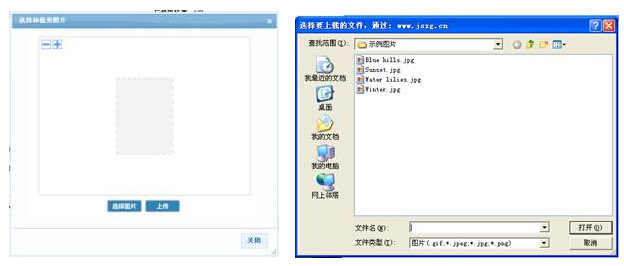 选择和裁剪图片
选择图片
上传
关闭
选择要上载的文件，通过: www.jszg.cn
查找范围(I):
示例图片
我最近的文档
桌面
我的文档
我的电脑
网上邻居
Blue hills.jpg
Sunset.jpg
Water lilies.jpg
Winter.jpg
文件名(N):
打开(O)
文件类型(T):
图片(.gif;*.jpeg;*.jpg;*.png)
取消